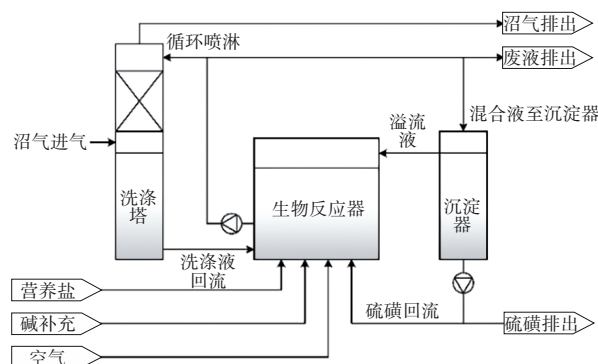 沼气排出
循环喷淋
废液排出
混合液至沉淀器
溢流
液
沼气进气
洗涤
塔
生物反应器
沉淀
器
洗涤液
回流
营养盐
硫磺回流
碱补充
硫磺排出
空气